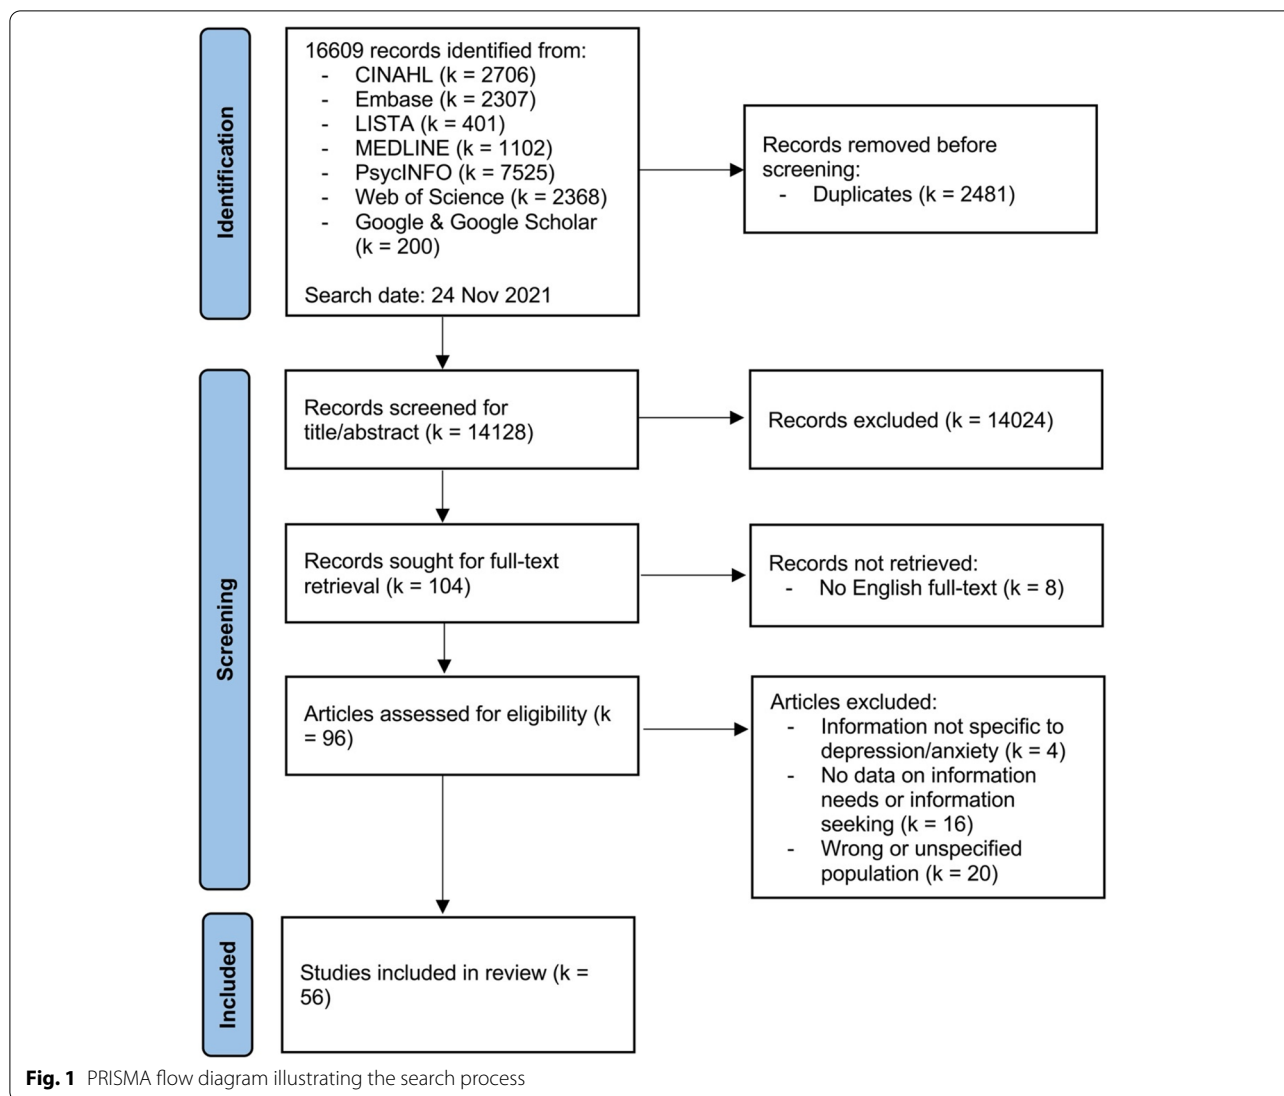 Identification
16609 records identified from:
- CINAHL (k = 2706)
- Embase (k = 2307)
- LISTA (k = 401)
- MEDLINE (k = 1102)
- PsycINFO (k = 7525)
- Web of Science (k = 2368)
- Google & Google Scholar
(k = 200)
Search date: 24 Nov 2021
Records removed before
screening:
- Duplicates (k = 2481)
Screening
Records screened for
title/abstract (k = 14128)
Records excluded (k = 14024)
Records sought for full-text
retrieval (k = 104)
Records not retrieved:
- No English full-text (k = 8)
Articles assessed for eligibility (k
= 96)
Articles excluded:
- Information not specific to
depression/anxiety (k = 4)
- No data on information
needs or information
seeking (k = 16)
- Wrong or unspecified
population (k = 20)
Included
Studies included in review (k =
56)
Fig. 1 PRISMA flow diagram illustrating the search process